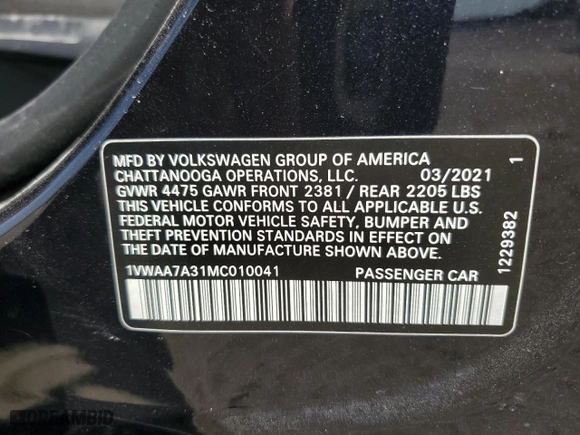 MFD BY VOLKSWAGEN GROUP OF AMERICA
CHATTANOOGA OPERATIONS, LLC. 03/2021
GVWR 4475 GAWR FRONT 2381 / REAR 2205 LBS
THIS VEHICLE CONFORMS TO ALL APPLICABLE U.S.
FEDERAL MOTOR VEHICLE SAFETY, BUMPER AND
THEFT PREVENTION STANDARDS IN EFFECT ON
THE DATE OF MANUFACTURE SHOWN ABOVE.
1VWAA7A31MC010041 PASSENGER CAR
1229382 1
DREAMBID